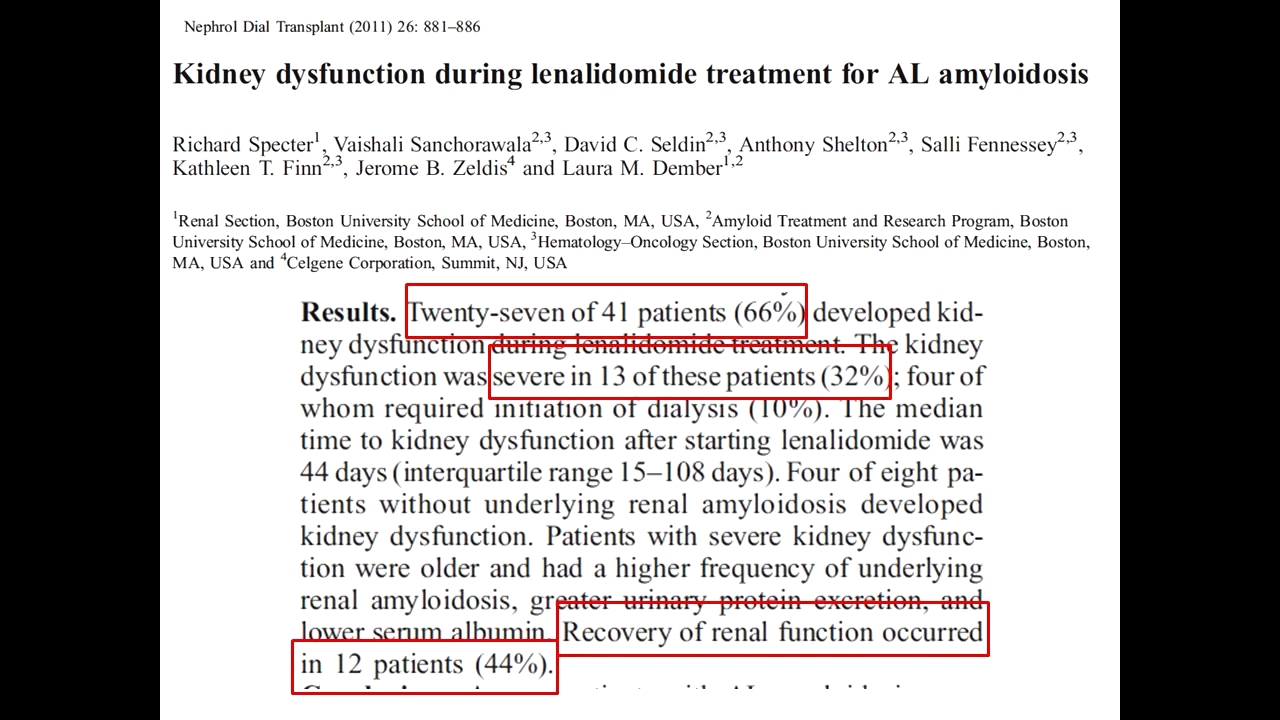 Nephrol Dial Transplant (2011) 26: 881–886
Kidney dysfunction during lenalidomide treatment for AL amyloidosis
Richard Specter1, Vaishali Sanchorawala2,3, David C. Seldin2,3, Anthony Shelton2,3, Salli Fennessey2,3,
Kathleen T. Finn2,3, Jerome B. Zeldis4 and Laura M. Dember1,2
1Renal Section, Boston University School of Medicine, Boston, MA, USA, 2Amyloid Treatment and Research Program, Boston
University School of Medicine, Boston, MA, USA, 3Hematology–Oncology Section, Boston University School of Medicine, Boston,
MA, USA and 4Celgene Corporation, Summit, NJ, USA
Results. Twenty-seven of 41 patients (66%) developed kid-
ney dysfunction during lenalidomide treatment. The kidney
dysfunction was severe in 13 of these patients (32%); four of
whom required initiation of dialysis (10%). The median
time to kidney dysfunction after starting lenalidomide was
44 days (interquartile range 15–108 days). Four of eight pa-
tients without underlying renal amyloidosis developed
kidney dysfunction. Patients with severe kidney dysfunc-
tion were older and had a higher frequency of underlying
renal amyloidosis, greater urinary protein excretion, and
lower serum albumin. Recovery of renal function occurred
in 12 patients (44%).